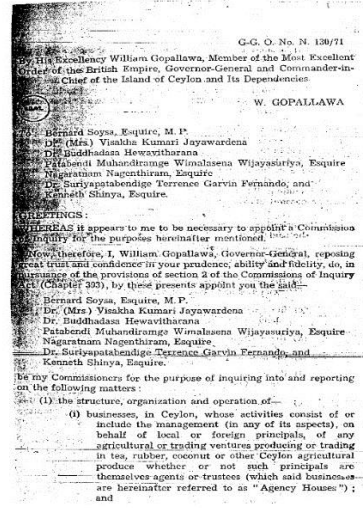 G-G. O. No. N. 130/71
By His Excellency William Gopallawa, Member of the Most Excellent
Order of the British Empire, Governor-General and Commander-in-
Chief of the Island of Ceylon and Its Dependencies
W. GOPALLAWA
Bernard Soysa, Esquire, M. P.
Dr. (Mrs.) Visakha Kumari Jayawardena
Dr. Buddhadasa Hewavitharana
Patabendi Muhandiramge Wimalasena Wijayasuriya, Esquire
Nagaratnam Nagenthiram, Esquire
Dr. Suriyapatabendige Terrence Garvin Fernando, and
Kenneth Shinya, Esquire.
GREETINGS :
WHEREAS it appears to me to be necessary to appoint a Commission
of Inquiry for the purposes hereinafter mentioned.
Now, therefore, I, William Gopallawa, Governor-General, reposing
great trust and confidence in your prudence, ability and fidelity, do, in
pursuance of the provisions of section 2 of the Commissions of Inquiry
Act (Chapter 393), by these presents appoint you the said—
Bernard Soysa, Esquire, M. P.
Dr. (Mrs.) Visakha Kumari Jayawardena
Dr. Buddhadasa Hewavitharana
Patabendi Muhandiramge Wimalasena Wijayasuriya, Esquire
Nagaratnam Nagenthiram, Esquire
Dr. Suriyapatabendige Terrence Garvin Fernando, and
Kenneth Shinya, Esquire.
be my Commissioners for the purpose of inquiring into and reporting
on the following matters :
(1) the structure, organization and operation of—
(i) businesses, in Ceylon, whose activities consist of or
include the management (in any of its aspects), on
behalf of local or foreign principals, of any
agricultural or trading ventures producing or trading
in tea, rubber, coconut or other Ceylon agricultural
produce whether or not such principals are
themselves agents or trustees (which said businesses
are hereinafter referred to as "Agency Houses") ;
and